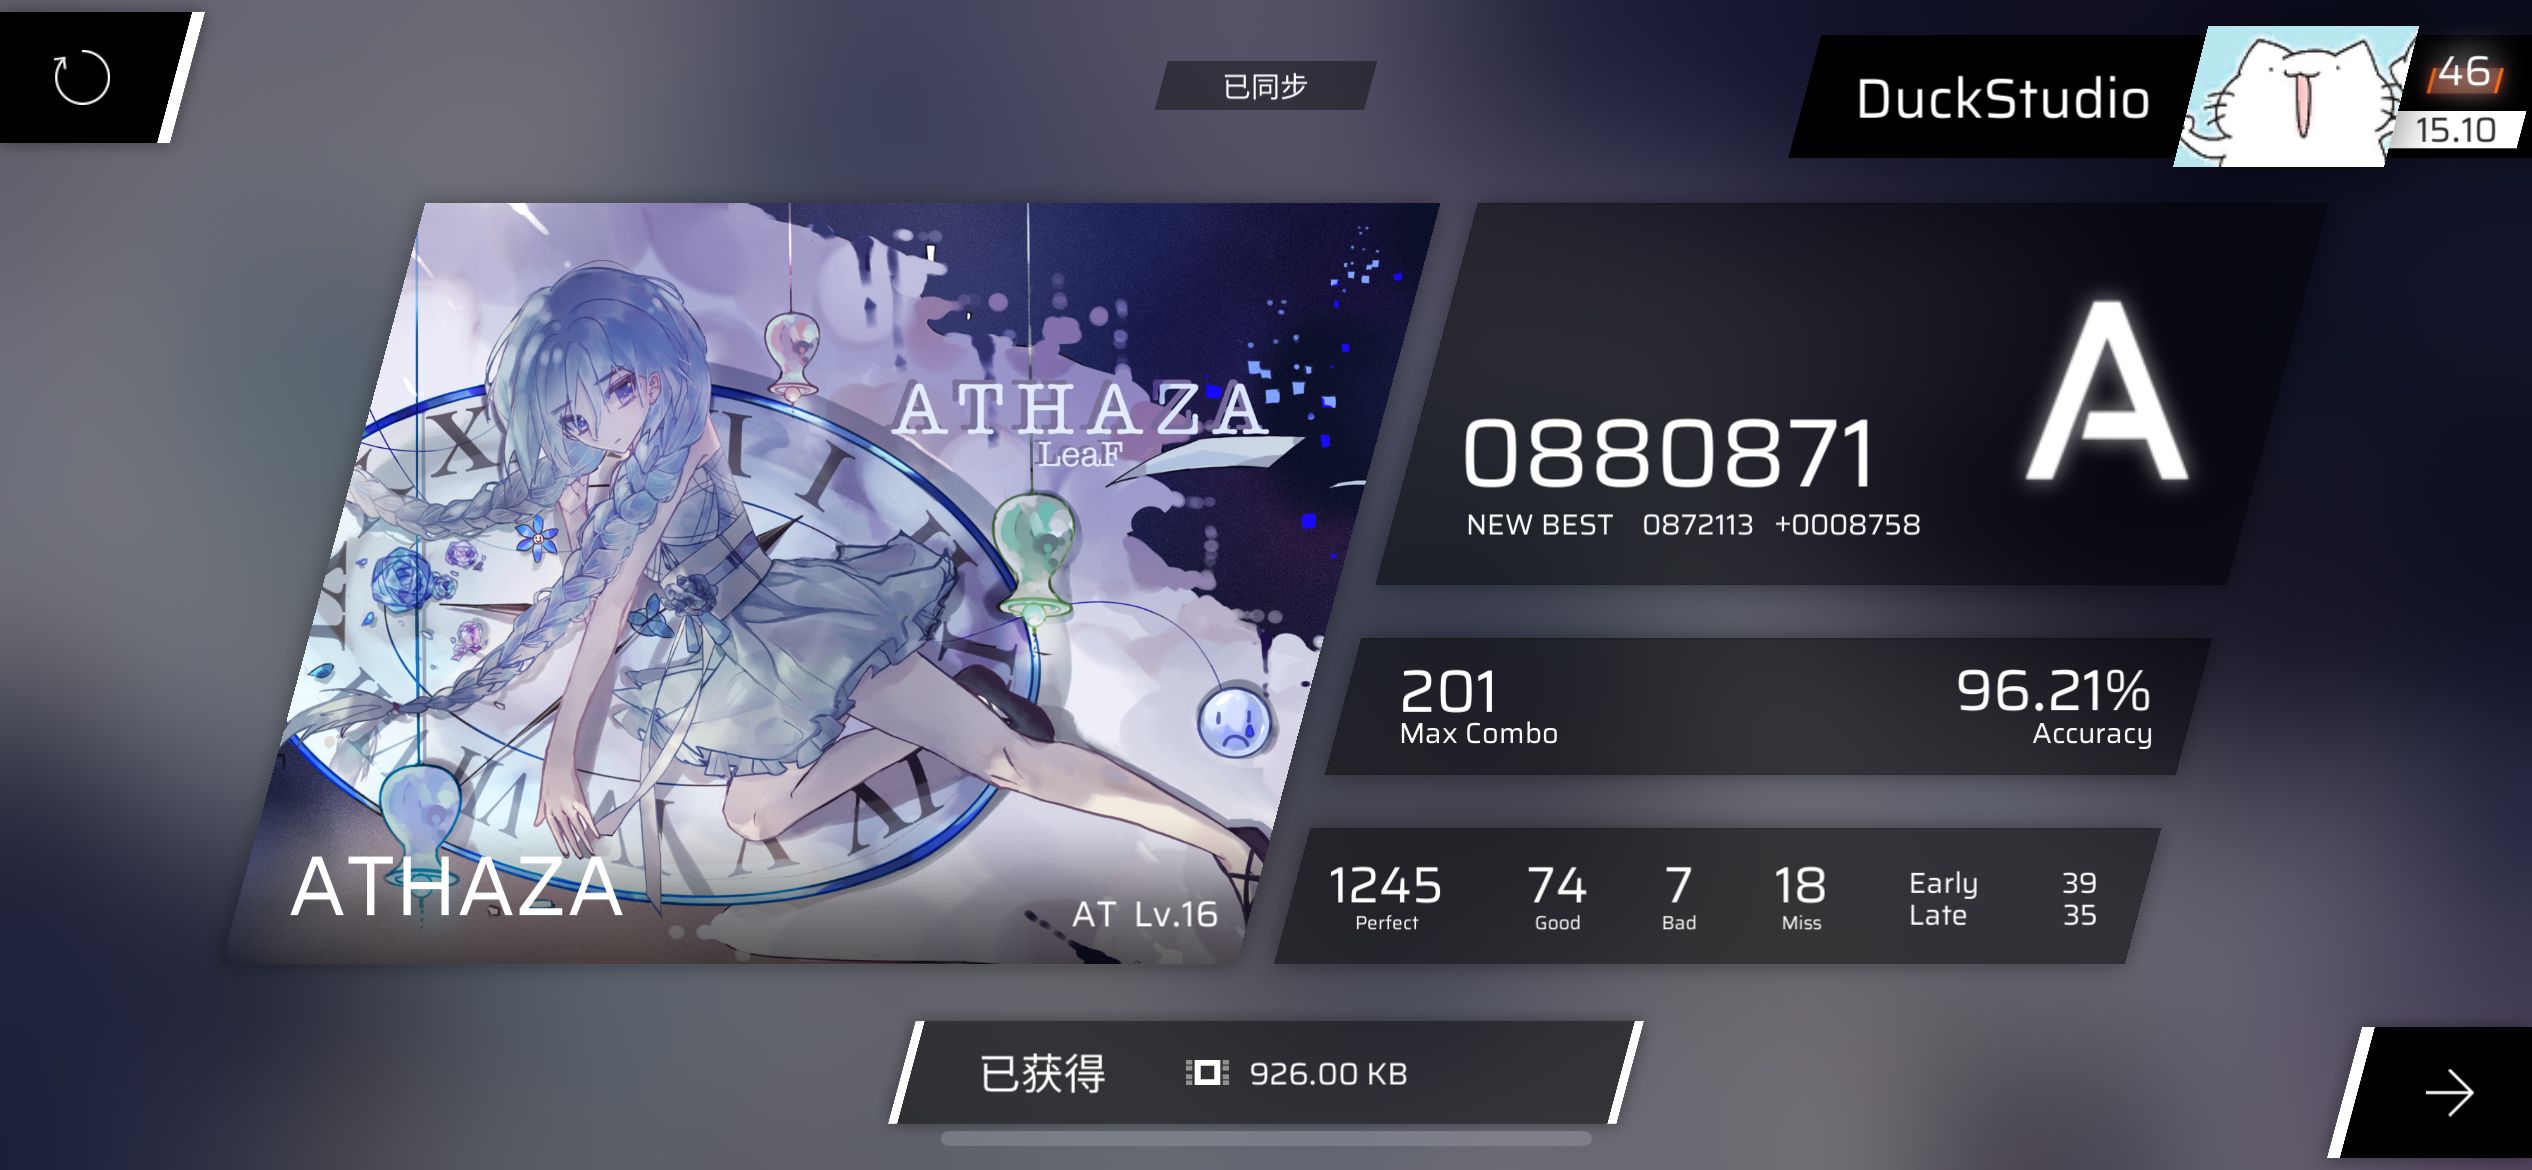 已同步
DuckStudio
46
15.10
ATHAZA
LeaF
ATHAZA
AT Lv.16
A
0880871
NEW BEST 0872113 +0008758
201
Max Combo
96.21%
Accuracy
1245 74 7 18
Perfect Good Bad Miss
Early 39
Late 35
已获得 926.00 KB